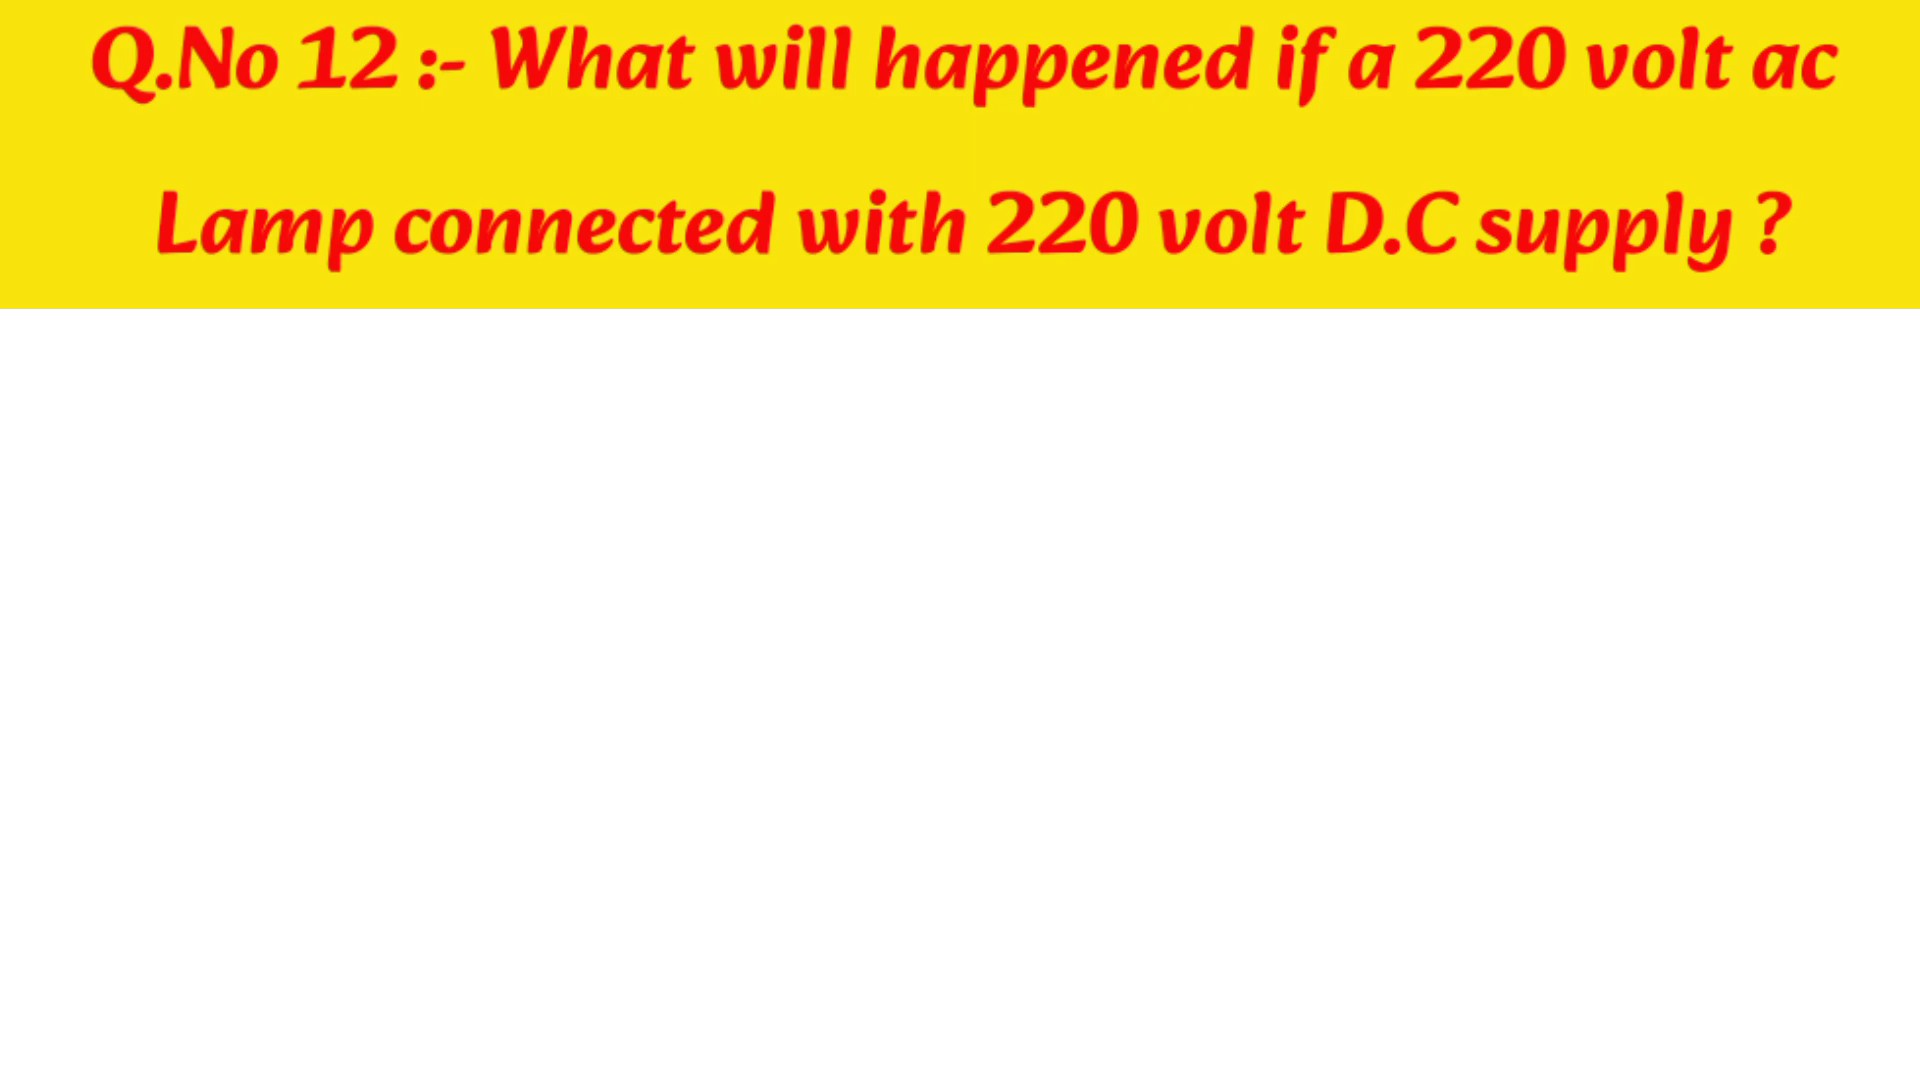 Q.No 12 :- What will happened if a 220 volt ac
Lamp connected with 220 volt D.C supply ?